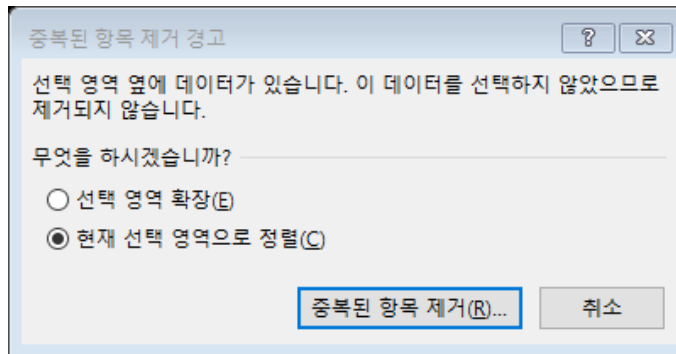 중복된 항목 제거 경고
선택 영역 옆에 데이터가 있습니다. 이 데이터를 선택하지 않았으므로
제거되지 않습니다.
무엇을 하시겠습니까?
선택 영역 확장(E)
현재 선택 영역으로 정렬(C)
중복된 항목 제거(R)... 취소